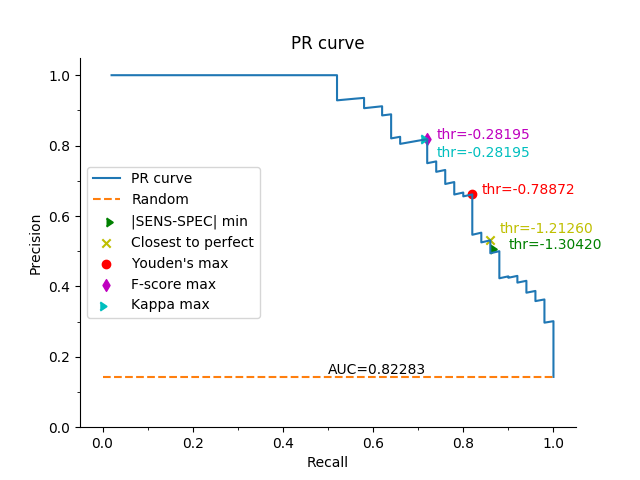 PR curve
1.0
0.8
0.6
0.4
0.2
0.0
Precision
thr=-0.28195
thr=-0.28195
thr=-0.78872
thr=-1.21260
thr=-1.30420
PR curve
Random
|SENS-SPEC| min
Closest to perfect
Youden's max
F-score max
Kappa max
AUC=0.82283
0.0 0.2 0.4 0.6 0.8 1.0
Recall